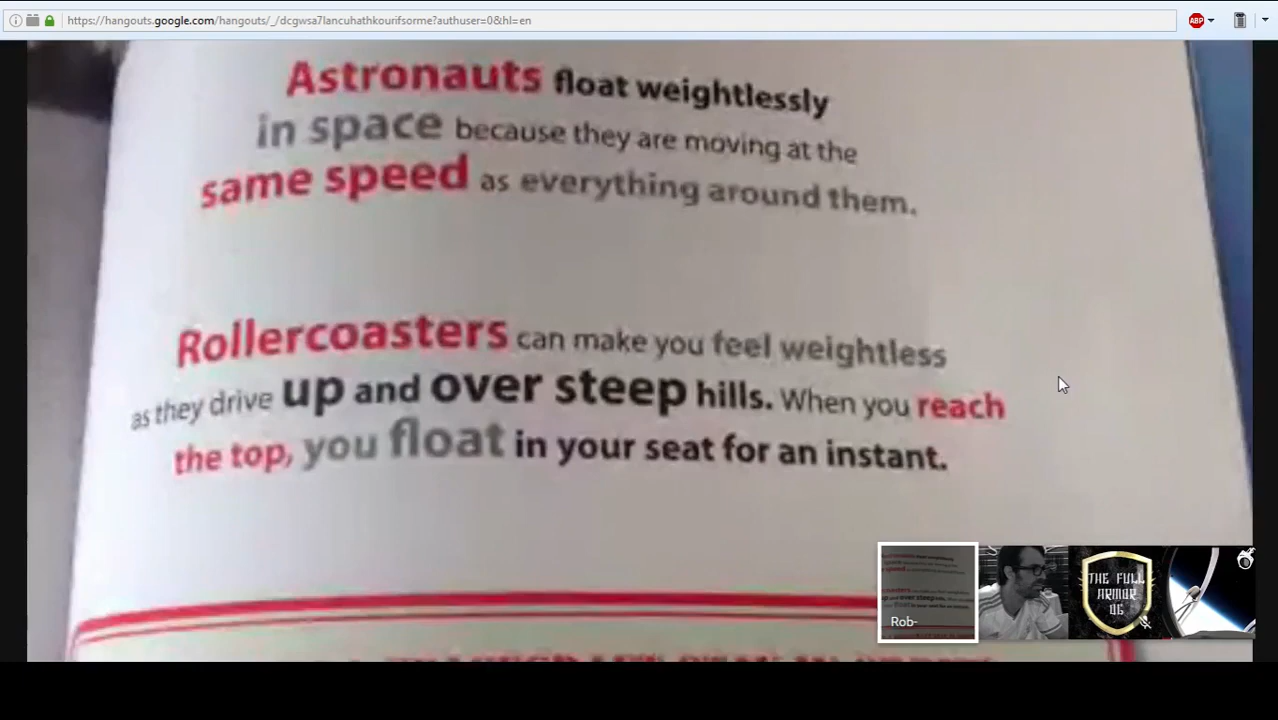 https://hangouts.google.com/hangouts/_/dcgwsa7lancuhathkourifsorme?authuser=0&hl=en
ABP
Astronauts float weightlessly
in space because they are moving at the
same speed as everything around them.
Rollercoasters can make you feel weightless
as they drive up and over steep hills. When you reach
the top, you float in your seat for an instant.
Rob-
THE FULL
ARMOR
OG